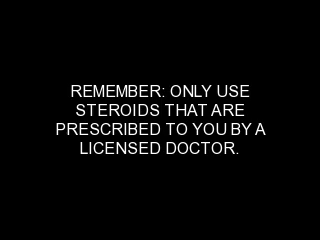 REMEMBER: ONLY USE
STEROIDS THAT ARE
PRESCRIBED TO YOU BY A
LICENSED DOCTOR.